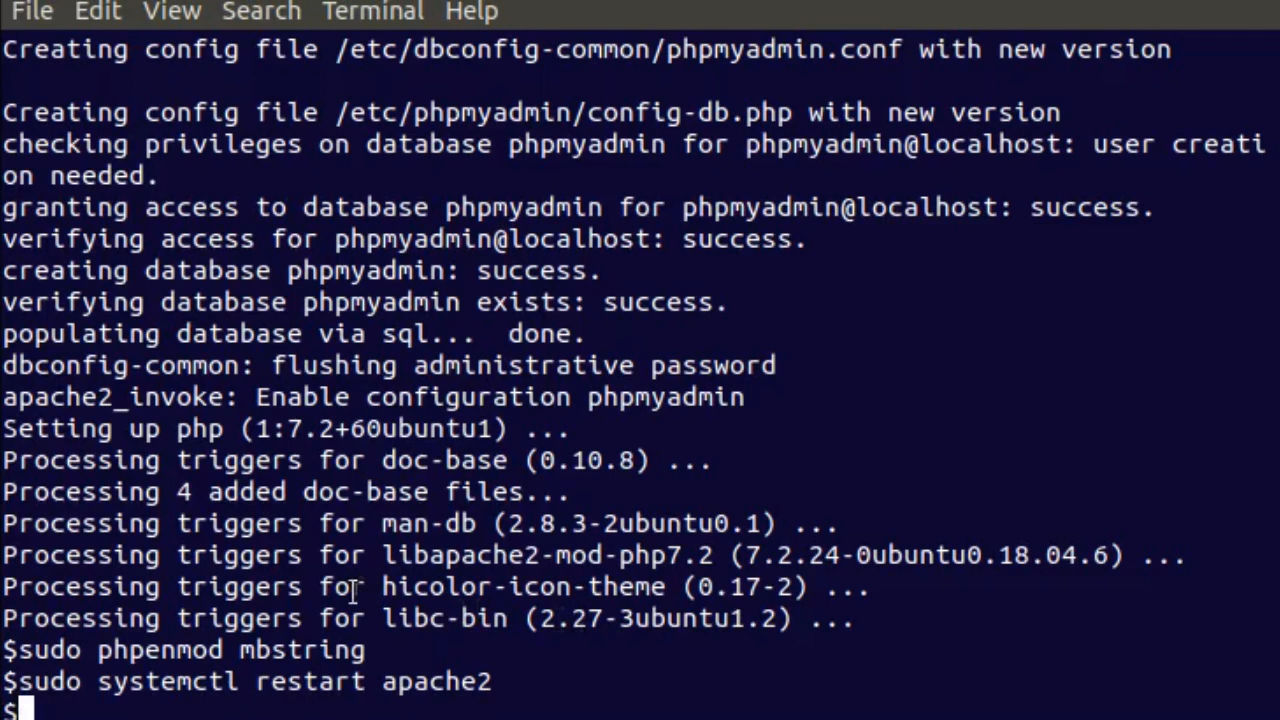 File Edit View Search Terminal Help
Creating config file /etc/dbconfig-common/phpmyadmin.conf with new version
Creating config file /etc/phpmyadmin/config-db.php with new version
checking privileges on database phpmyadmin for phpmyadmin@localhost: user creati
on needed.
granting access to database phpmyadmin for phpmyadmin@localhost: success.
verifying access for phpmyadmin@localhost: success.
creating database phpmyadmin: success.
verifying database phpmyadmin exists: success.
populating database via sql...  done.
dbconfig-common: flushing administrative password
apache2_invoke: Enable configuration phpmyadmin
Setting up php (1:7.2+60ubuntu1) ...
Processing triggers for doc-base (0.10.8) ...
Processing 4 added doc-base files...
Processing triggers for man-db (2.8.3-2ubuntu0.1) ...
Processing triggers for libapache2-mod-php7.2 (7.2.24-0ubuntu0.18.04.6) ...
Processing triggers for hicolor-icon-theme (0.17-2) ...
Processing triggers for libc-bin (2.27-3ubuntu1.2) ...
$sudo phpenmod mbstring
$sudo systemctl restart apache2
$